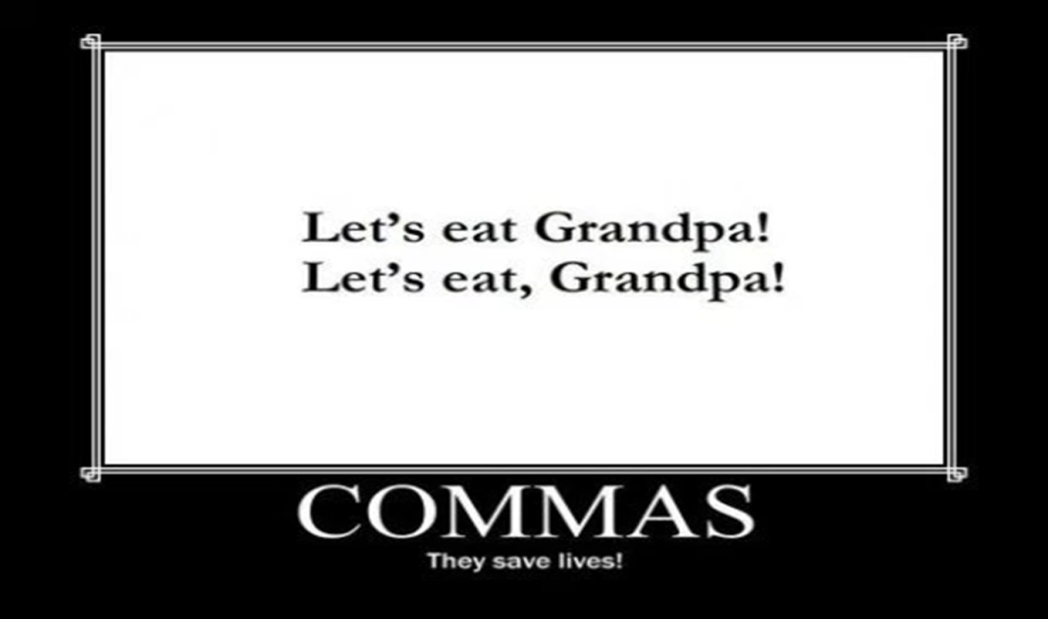 Let’s eat Grandpa!
Let’s eat, Grandpa!
COMMAS
They save lives!